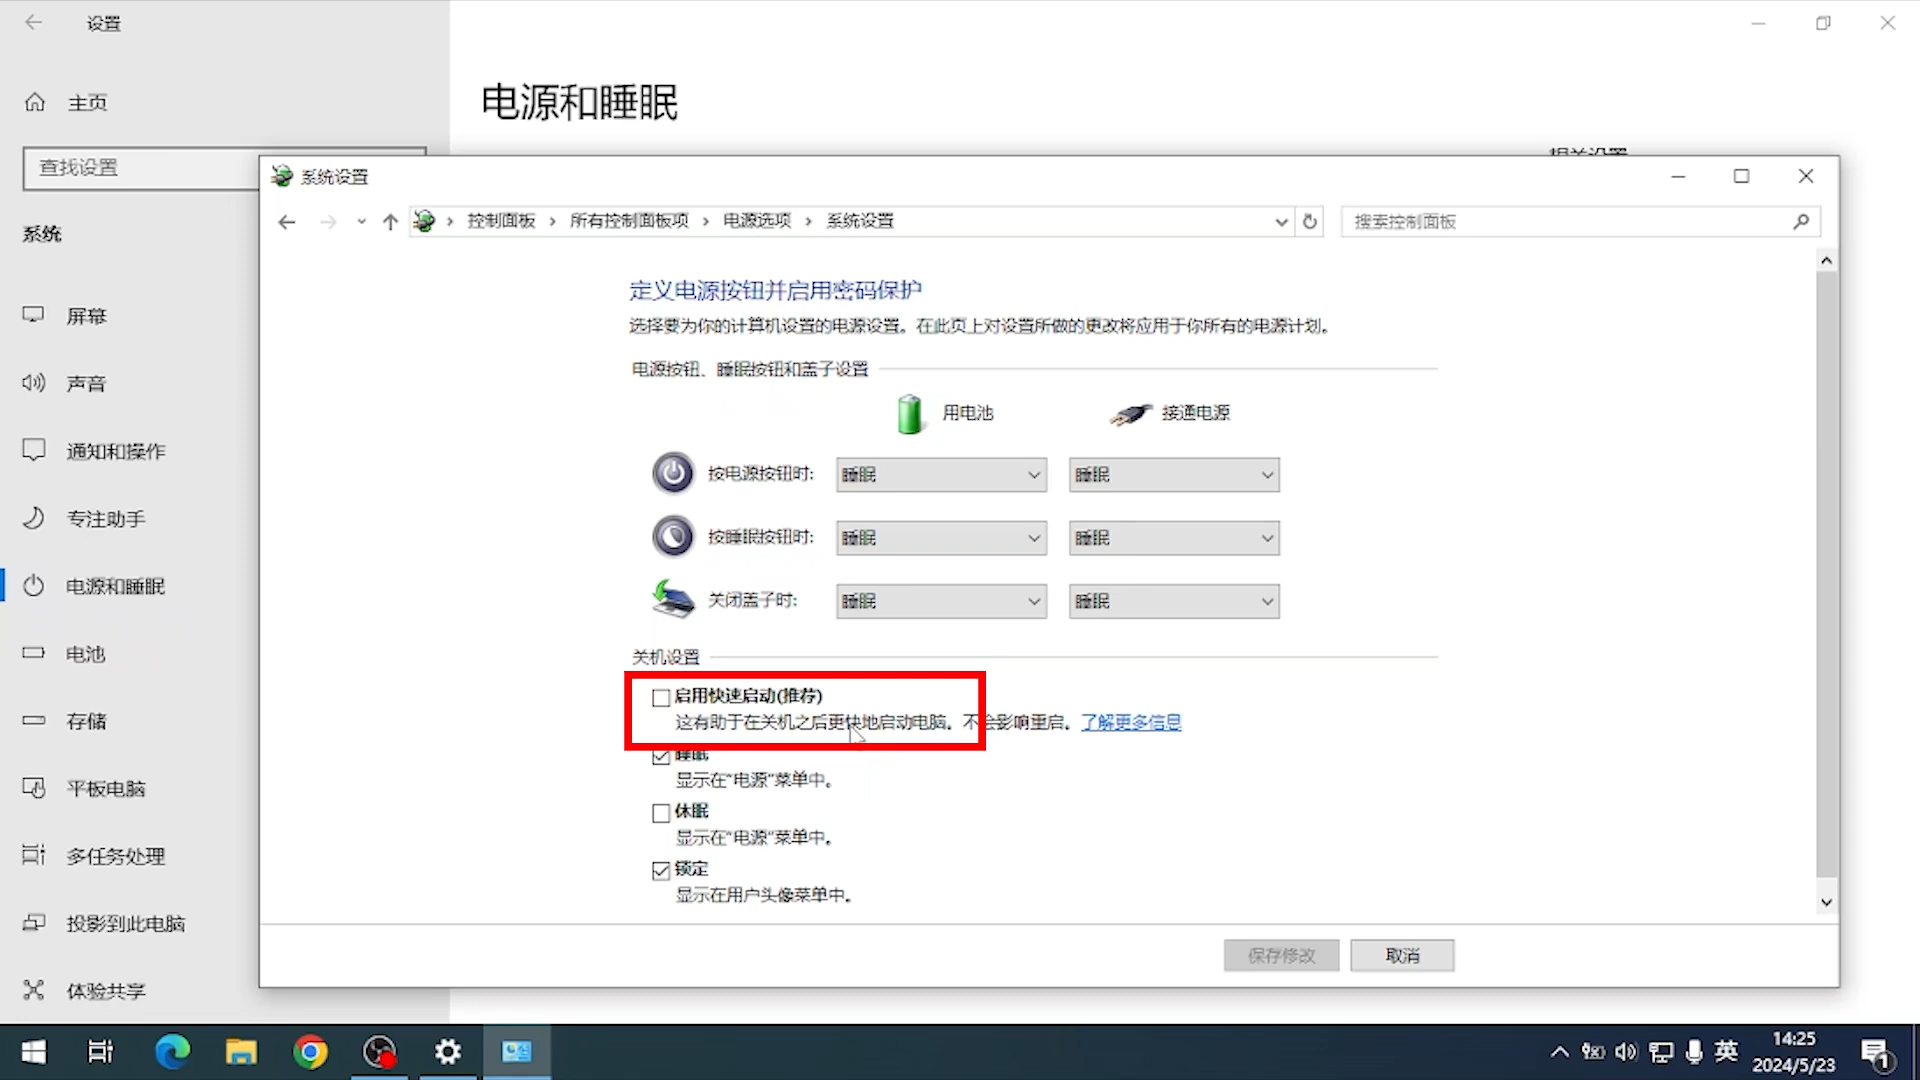 设置
主页
电源和睡眠
查找设置
相关设置
系统设置
控制面板
所有控制面板项
电源选项
系统设置
搜索控制面板
系统
屏幕
声音
通知和操作
专注助手
电源和睡眠
电池
存储
平板电脑
多任务处理
投影到此电脑
体验共享
定义电源按钮并启用密码保护
选择要为你的计算机设置的电源设置。在此页上对设置所做的更改将应用于你所有的电源计划。
电源按钮、睡眠按钮和盖子设置
用电池
接通电源
按电源按钮时: 睡眠 睡眠
按睡眠按钮时: 睡眠 睡眠
关闭盖子时: 睡眠 睡眠
关机设置
启用快速启动(推荐)
这有助于在关机之后更快地启动电脑。不会影响重启。了解更多信息
睡眠
显示在“电源”菜单中。
休眠
显示在“电源”菜单中。
锁定
显示在用户头像菜单中。
保存修改
取消
英
14:25
2024/5/23
1